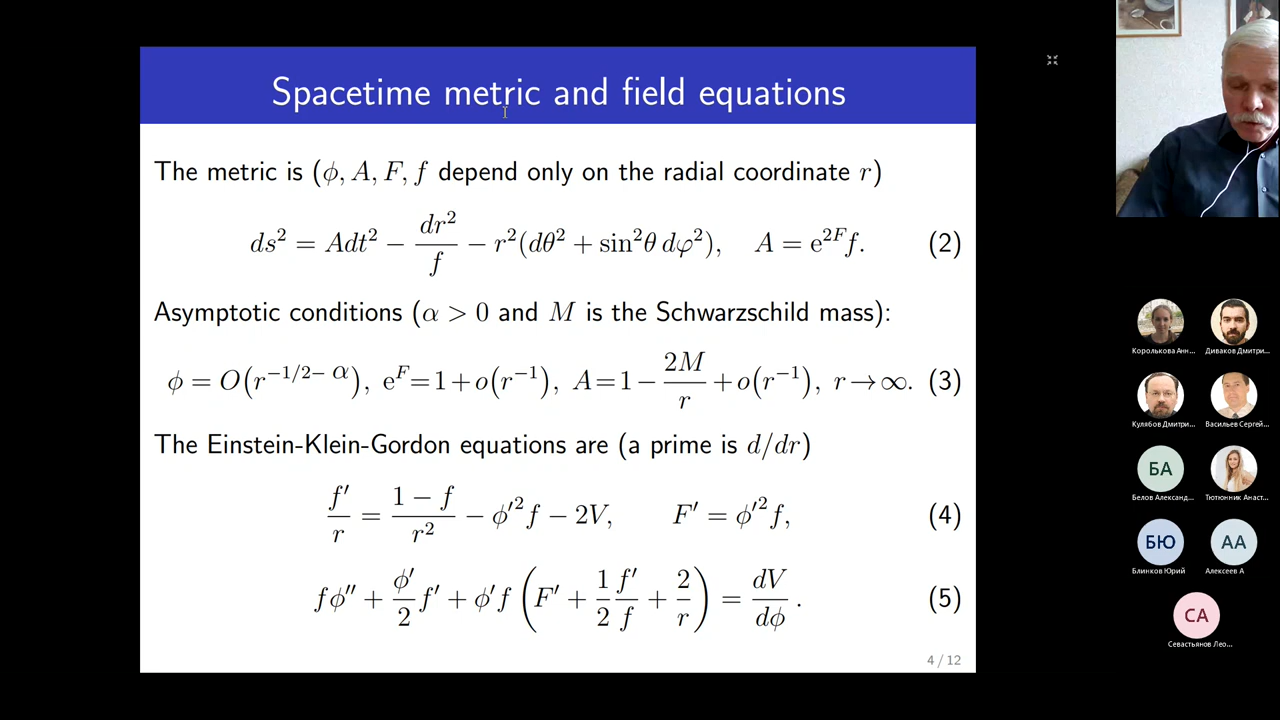 Spacetime metric and field equations
The metric is (ϕ, A, F, f depend only on the radial coordinate r)
ds² = Adt² − dr²/f − r²(dθ² + sin²θ dφ²), A = e²ᶠf. (2)
Asymptotic conditions (α > 0 and M is the Schwarzschild mass):
ϕ = O(r^{−1/2−α}), e^F = 1 + o(r^{−1}), A = 1 − 2M/r + o(r^{−1}), r → ∞. (3)
The Einstein-Klein-Gordon equations are (a prime is d/dr)
f′/r = (1 − f)/r² − ϕ′²f − 2V, F′ = ϕ′²f, (4)
fϕ″ + ϕ′/2 f′ + ϕ′f (F′ + 1/2 f′/f + 2/r) = dV/dϕ. (5)
4 / 12
Королькова Анн...
Диваков Дмитри...
Кулябов Дмитри...
Васильев Сергей...
БА
Белов Александ...
Тютюнник Анаст...
БЮ
АА
Блинков Юрий
Алексеев А
СА
Севастьянов Лео...